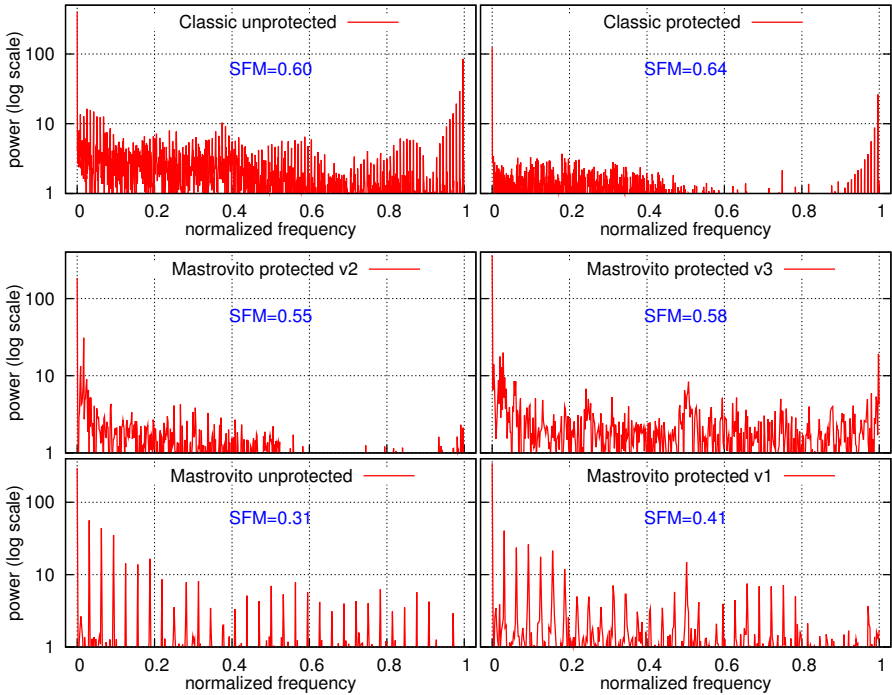 Classic unprotected
SFM=0.60
100
10
1
power (log scale)
0 0.2 0.4 0.6 0.8 1
normalized frequency
Classic protected
SFM=0.64
0 0.2 0.4 0.6 0.8 1
normalized frequency
Mastrovito protected v2
SFM=0.55
100
10
1
power (log scale)
Mastrovito protected v3
SFM=0.58
Mastrovito unprotected
SFM=0.31
100
10
1
power (log scale)
0 0.2 0.4 0.6 0.8 1
normalized frequency
Mastrovito protected v1
SFM=0.41
0 0.2 0.4 0.6 0.8 1
normalized frequency